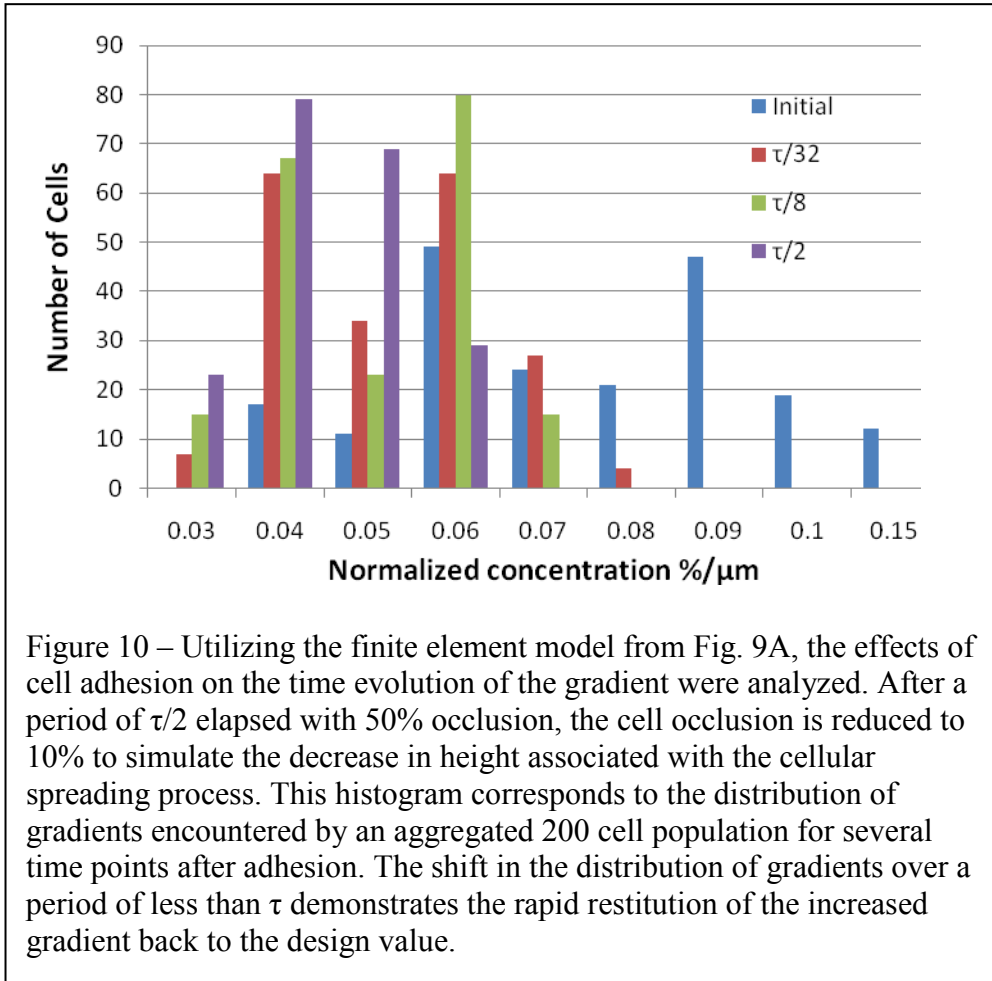 90
80
70
60
50
40
30
20
10
0
Number of Cells
Initial
τ/32
τ/8
τ/2
0.03 0.04 0.05 0.06 0.07 0.08 0.09 0.1 0.15
Normalized concentration %/μm
Figure 10 – Utilizing the finite element model from Fig. 9A, the effects of
cell adhesion on the time evolution of the gradient were analyzed. After a
period of τ/2 elapsed with 50% occlusion, the cell occlusion is reduced to
10% to simulate the decrease in height associated with the cellular
spreading process. This histogram corresponds to the distribution of
gradients encountered by an aggregated 200 cell population for several
time points after adhesion. The shift in the distribution of gradients over a
period of less than τ demonstrates the rapid restitution of the increased
gradient back to the design value.